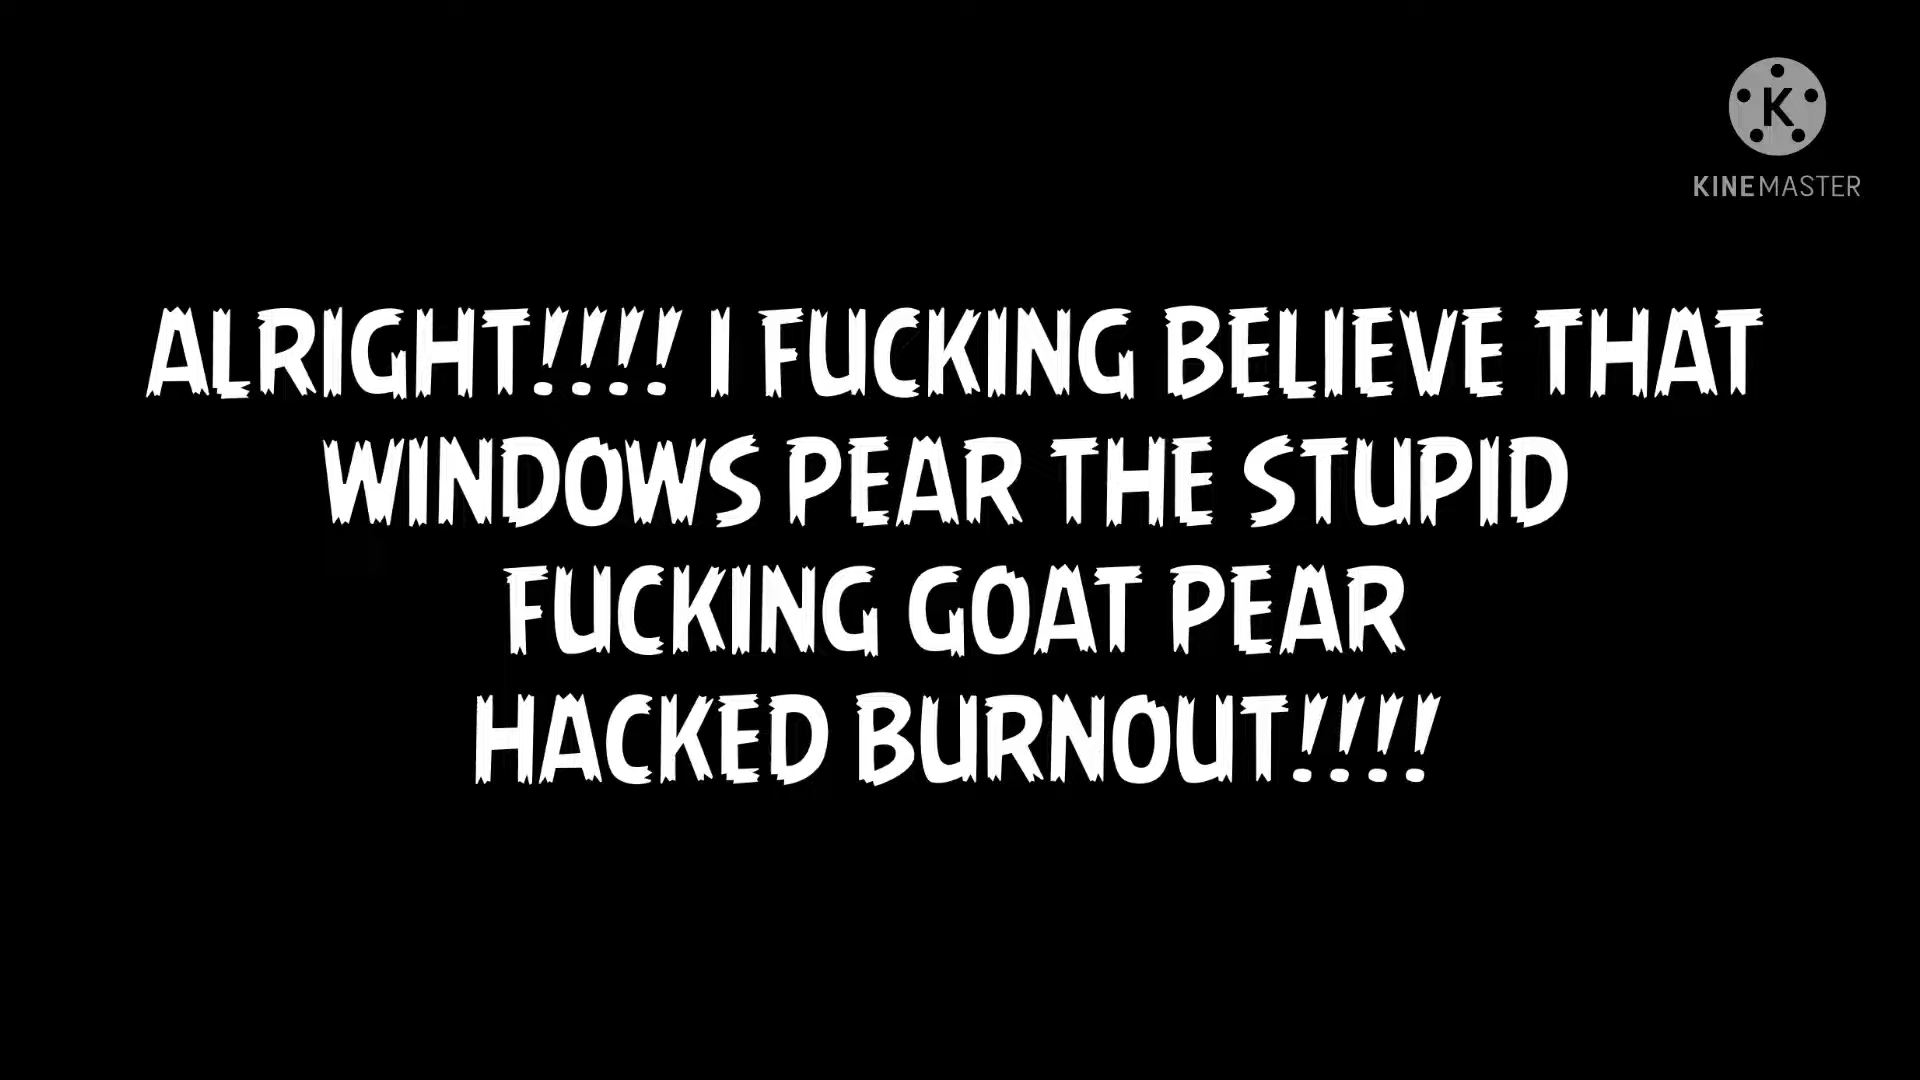 K
KINEMASTER
ALRIGHT!!!! I FUCKING BELIEVE THAT
WINDOWS PEAR THE STUPID
FUCKING GOAT PEAR
HACKED BURNOUT!!!!